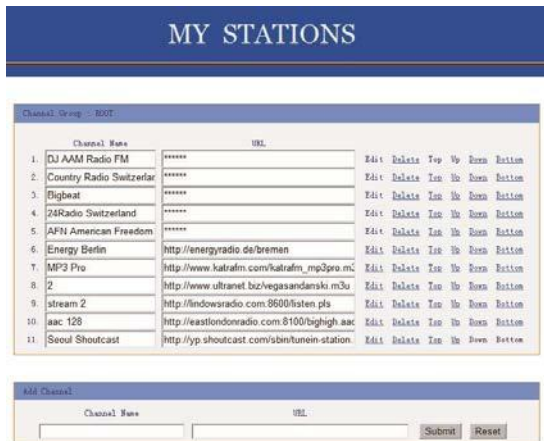 MY STATIONS
Channel Group : ROOT
Channel Name URL
1. DJ AAM Radio FM ****** Edit Delete Top Up Down Bottom
2. Country Radio Switzerlar ****** Edit Delete Top Up Down Bottom
3. Bigbeat ****** Edit Delete Top Up Down Bottom
4. 24Radio Switzerland ****** Edit Delete Top Up Down Bottom
5. AFN American Freedom ****** Edit Delete Top Up Down Bottom
6. Energy Berlin http://energyradio.de/bremen Edit Delete Top Up Down Bottom
7. MP3 Pro http://www.katrafm.com/katrafm_mp3pro.m3 Edit Delete Top Up Down Bottom
8. 2 http://www.ultranet.biz/vegasandanski.m3u Edit Delete Top Up Down Bottom
9. stream 2 http://lindowsradio.com:8600/listen.pls Edit Delete Top Up Down Bottom
10. aac 128 http://eastlondonradio.com:8100/bighigh.aac Edit Delete Top Up Down Bottom
11. Seoul Shoutcast http://yp.shoutcast.com/sbin/tunein-station. Edit Delete Top Up Down Bottom
Add Channel
Channel Name URL
Submit Reset